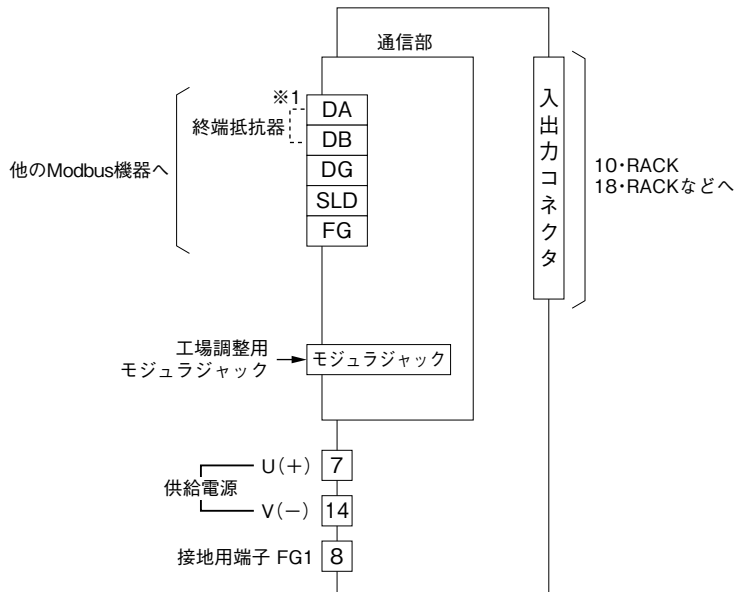 通信部
※1
終端抵抗器
DA
DB
DG
SLD
FG
他のModbus機器へ
入出力コネクタ
10・RACK
18・RACKなどへ
工場調整用
モジュラジャック
モジュラジャック
U(+)
7
供給電源
V(−)
14
接地用端子 FG1
8